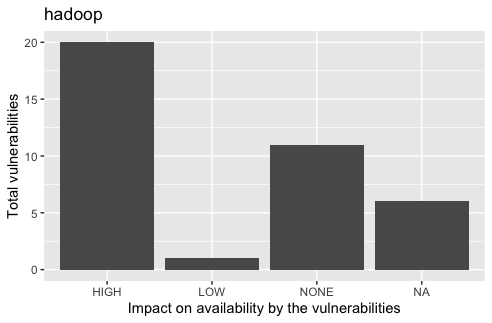 hadoop
Total vulnerabilities
20
15
10
5
0
HIGH LOW NONE NA
Impact on availability by the vulnerabilities